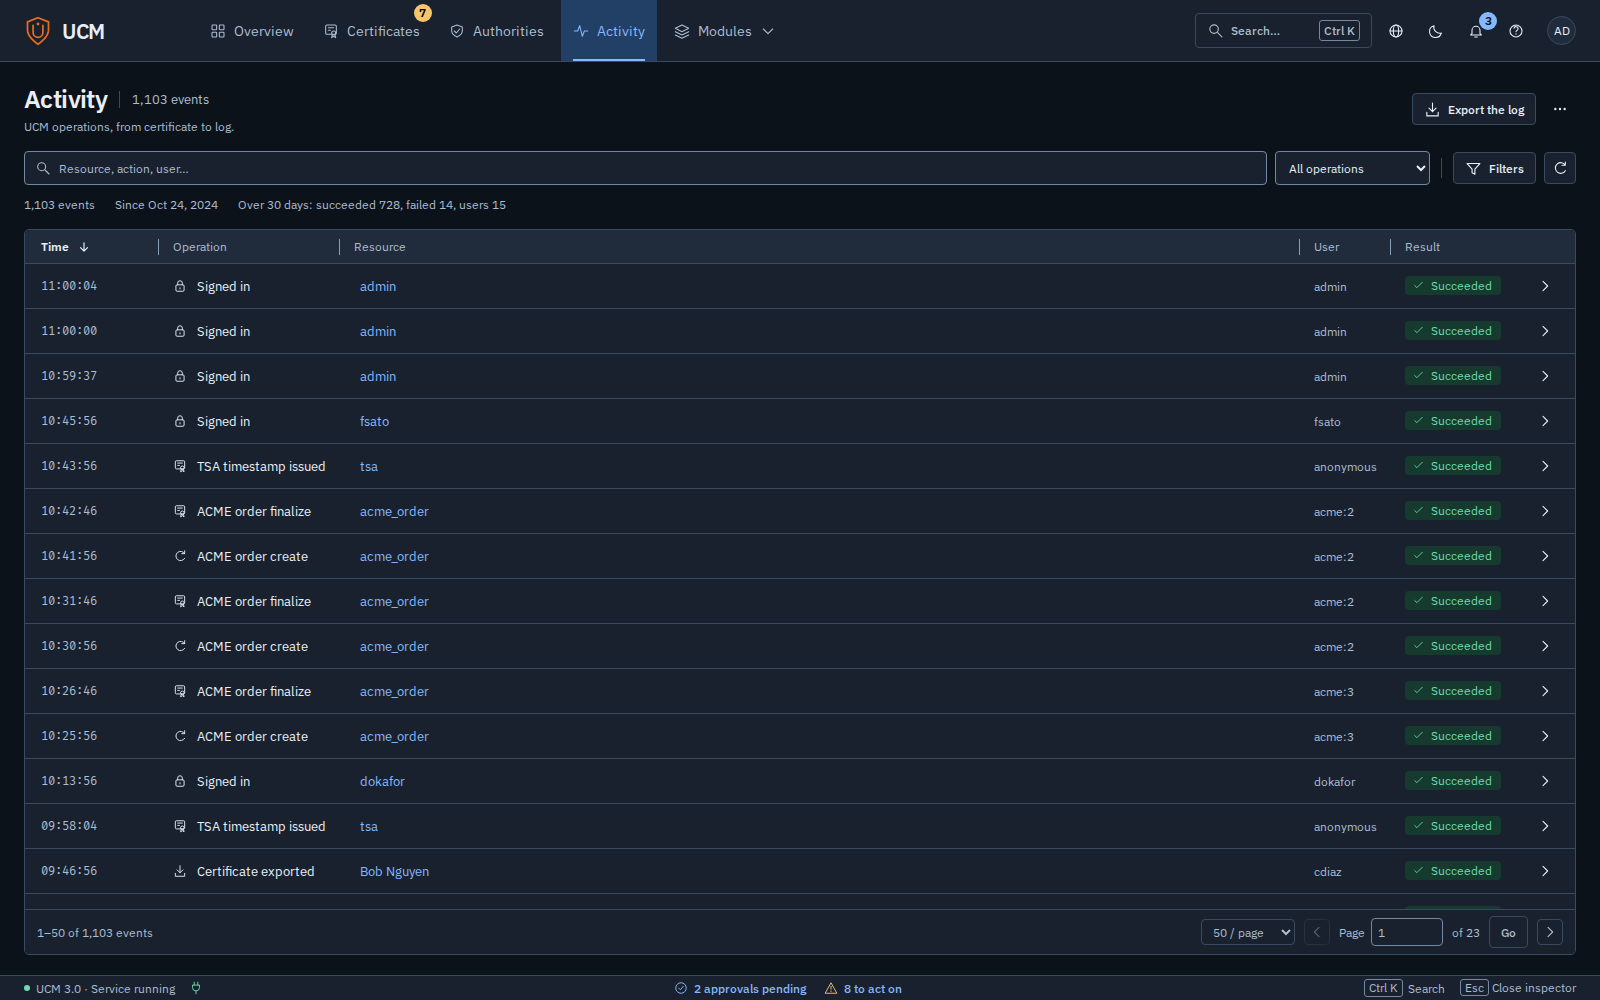 UCM
Overview
Certificates
7
Authorities
Activity
Modules
Search...
Ctrl K
3
AD
Activity
1,103 events
UCM operations, from certificate to log.
Export the log
Resource, action, user...
All operations
Filters
1,103 events Since Oct 24, 2024 Over 30 days: succeeded 728, failed 14, users 15
Time Operation Resource User Result
11:00:04 Signed in admin admin Succeeded
11:00:00 Signed in admin admin Succeeded
10:59:37 Signed in admin admin Succeeded
10:45:56 Signed in fsato fsato Succeeded
10:43:56 TSA timestamp issued tsa anonymous Succeeded
10:42:46 ACME order finalize acme_order acme:2 Succeeded
10:41:56 ACME order create acme_order acme:2 Succeeded
10:31:46 ACME order finalize acme_order acme:2 Succeeded
10:30:56 ACME order create acme_order acme:2 Succeeded
10:26:46 ACME order finalize acme_order acme:3 Succeeded
10:25:56 ACME order create acme_order acme:3 Succeeded
10:13:56 Signed in dokafor dokafor Succeeded
09:58:04 TSA timestamp issued tsa anonymous Succeeded
09:46:56 Certificate exported Bob Nguyen cdiaz Succeeded
1–50 of 1,103 events
50 / page
Page 1 of 23 Go
UCM 3.0 · Service running
2 approvals pending
8 to act on
Ctrl K Search
Esc Close inspector